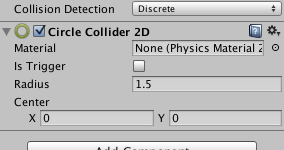 Collision Detection Discrete
Circle Collider 2D
Material None (Physics Material 2
Is Trigger
Radius 1.5
Center
X 0 Y 0
Add Component